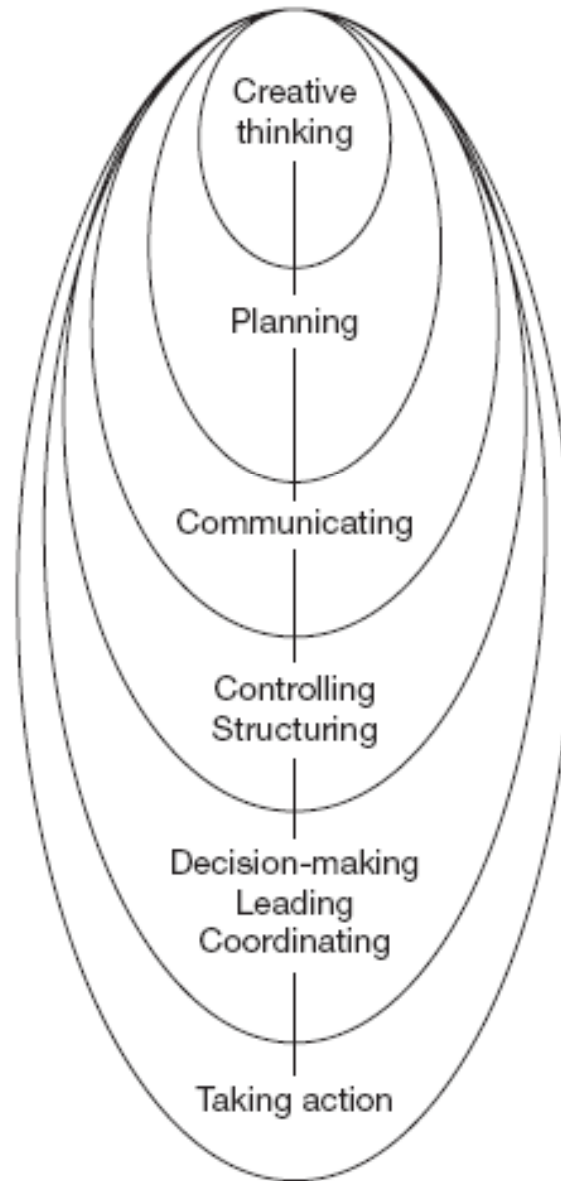 Creative
thinking
Planning
Communicating
Controlling
Structuring
Decision-making
Leading
Coordinating
Taking action